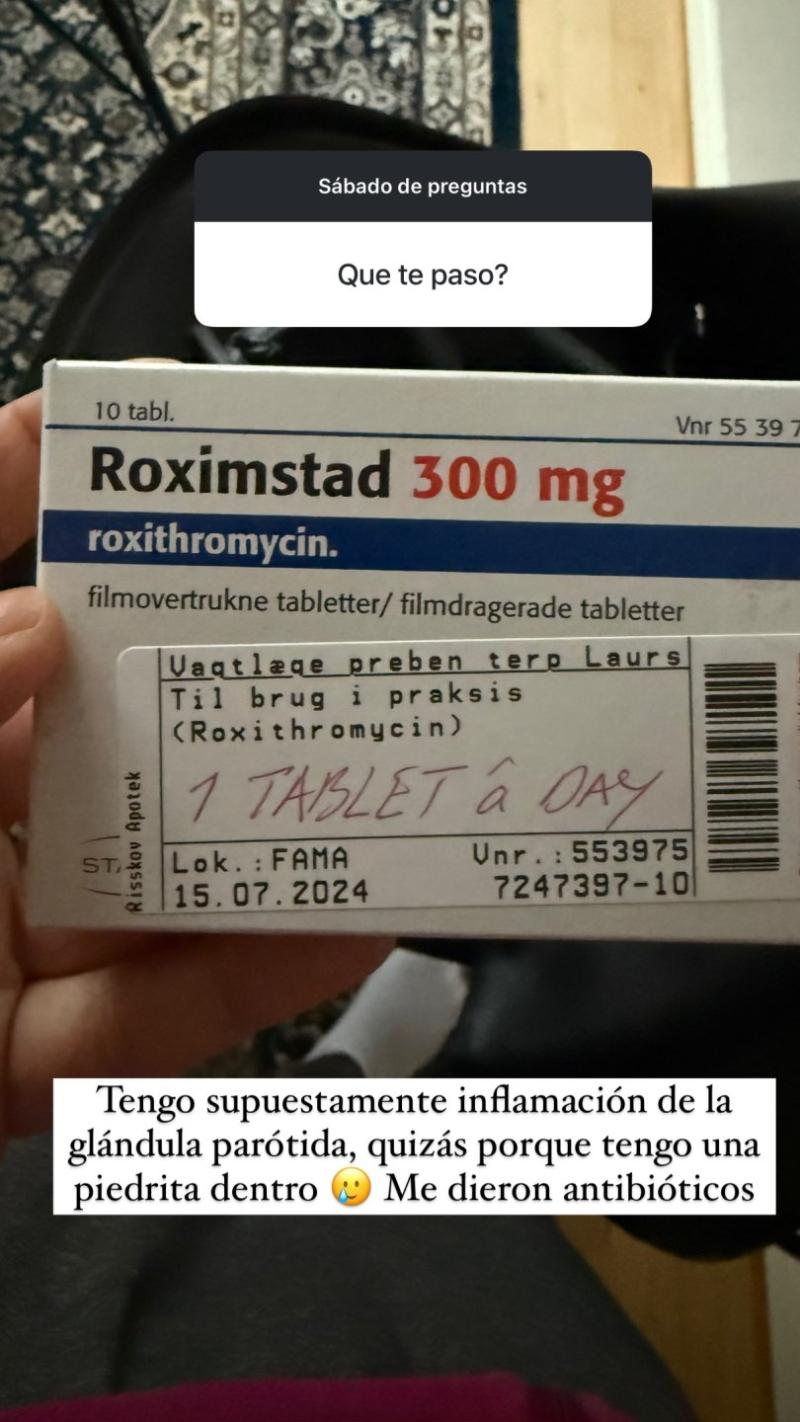 Sábado de preguntas
Que te paso?
10 tabl.
Vnr 55 39 7
Roximstad 300 mg
roxithromycin.
filmovertrukne tabletter/ filmdragerade tabletter
Vagtlæge preben terp Laurs
Til brug i praksis
(Roxithromycin)
1 TABLET á DAY
Risskov Apotek
STA
Lok.:FAMA Vnr.:553975
15.07.2024 7247397-10
Tengo supuestamente inflamación de la
glándula parótida, quizás porque tengo una
piedrita dentro 🥲 Me dieron antibióticos